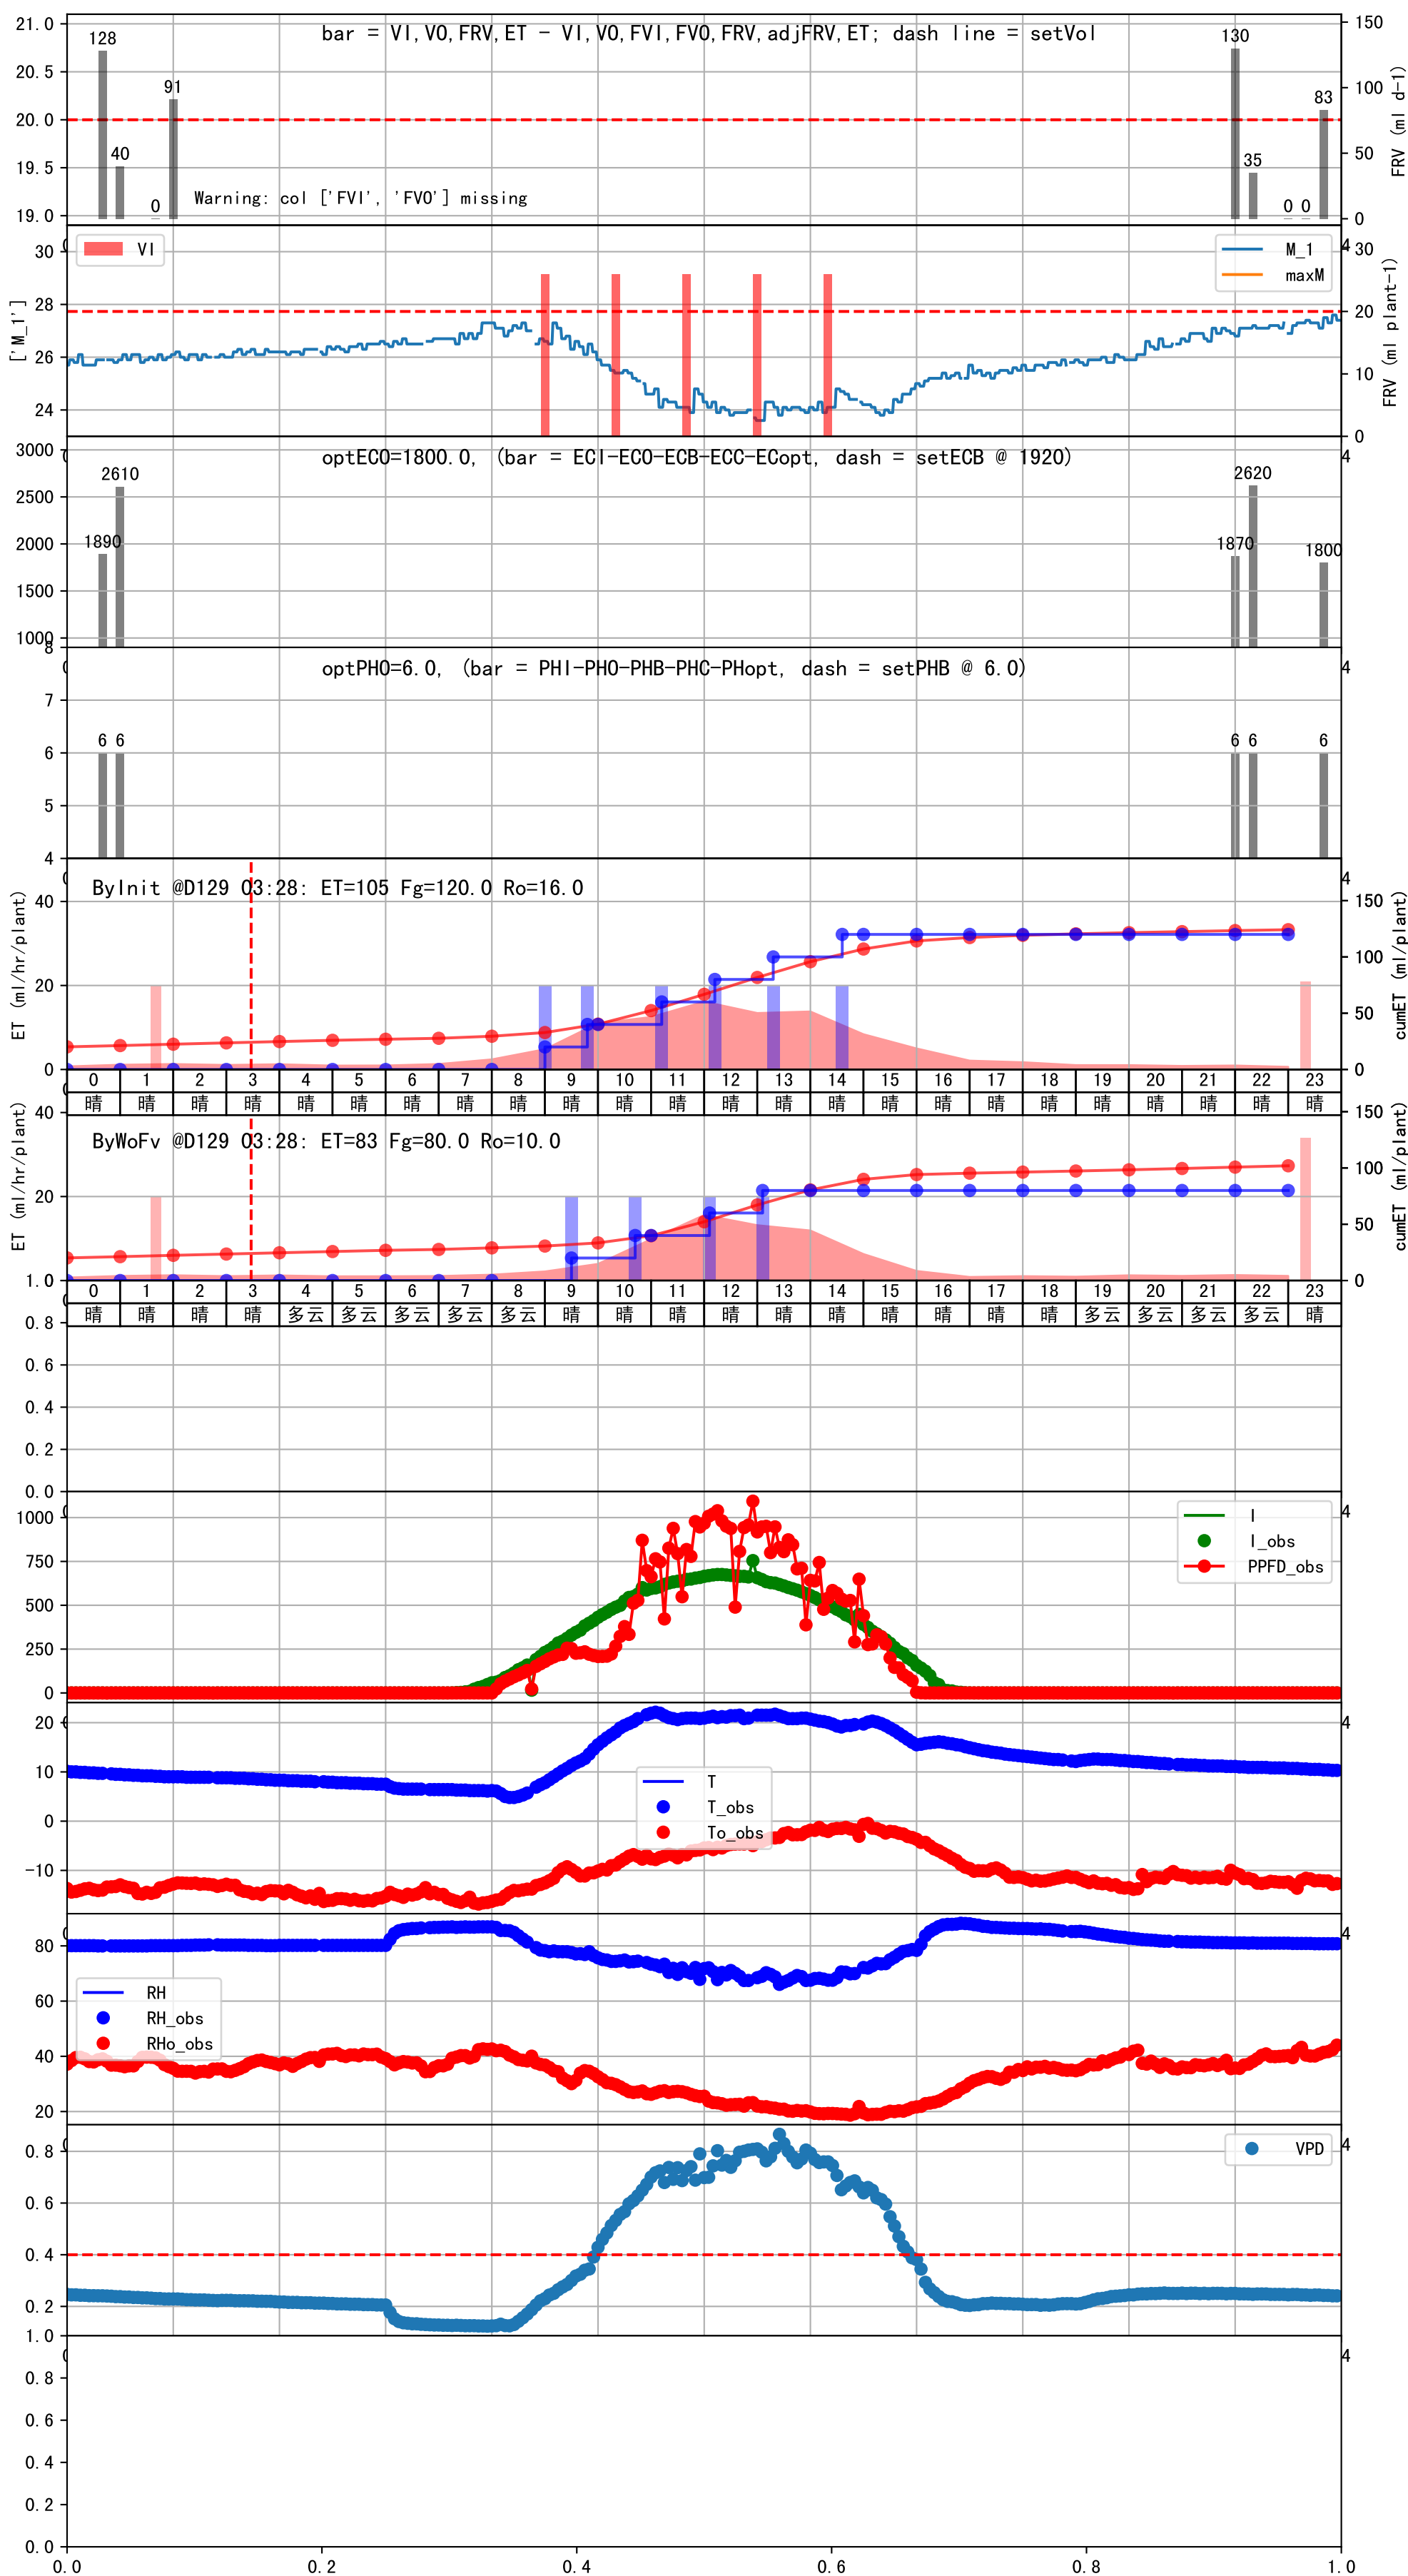 bar = VI,VO,FRV,ET - VI,VO,FVI,FVO,FRV,adjFRV,ET; dash line = setVol
21.0
20.5
20.0
19.5
19.0
128
40
0
91
130
35
0 0
83
Warning: col ['FVI', 'FVO'] missing
150
100
50
0
FRV (ml d-1)
VI
M_1
maxM
30
28
26
24
['M_1']
30
20
10
0
FRV (ml plant-1)
optECO=1800.0, (bar = ECI-ECO-ECB-ECC-ECopt, dash = setECB @ 1920)
3000
2500
2000
1500
1000
1890
2610
1870
2620
1800
4
optPHO=6.0, (bar = PHI-PHO-PHB-PHC-PHopt, dash = setPHB @ 6.0)
8
7
6
5
4
6 6
6 6
6
4
ByInit @D129 03:28: ET=105 Fg=120.0 Ro=16.0
40
20
0
ET (ml/hr/plant)
150
100
50
0
cumET (ml/plant)
0 1 2 3 4 5 6 7 8 9 10 11 12 13 14 15 16 17 18 19 20 21 22 23
晴 晴 晴 晴 晴 晴 晴 晴 晴 晴 晴 晴 晴 晴 晴 晴 晴 晴 晴 晴 晴 晴 晴 晴
ByWoFv @D129 03:28: ET=83 Fg=80.0 Ro=10.0
40
20
ET (ml/hr/plant)
150
100
50
0
cumET (ml/plant)
0 1 2 3 4 5 6 7 8 9 10 11 12 13 14 15 16 17 18 19 20 21 22 23
晴 晴 晴 晴 多云 多云 多云 多云 多云 晴 晴 晴 晴 晴 晴 晴 晴 晴 晴 多云 多云 多云 多云 晴
1.0
0.8
0.6
0.4
0.2
0.0
I
I_obs
PPFD_obs
1000
750
500
250
0
4
T
T_obs
To_obs
20
10
0
-10
4
RH
RH_obs
RHo_obs
80
60
40
20
4
VPD
0.8
0.6
0.4
0.2
4
1.0
0.8
0.6
0.4
0.2
0.0
4
0.0 0.2 0.4 0.6 0.8 1.0